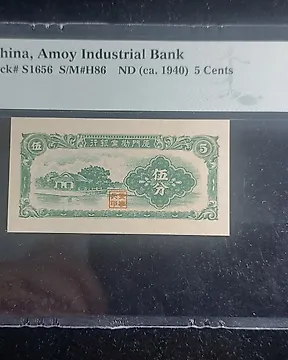 hina, Amoy Industrial Bank
ck# S1656 S/M#H86 ND (ca. 1940) 5 Cents
廈門勸業銀行
伍
5
伍分